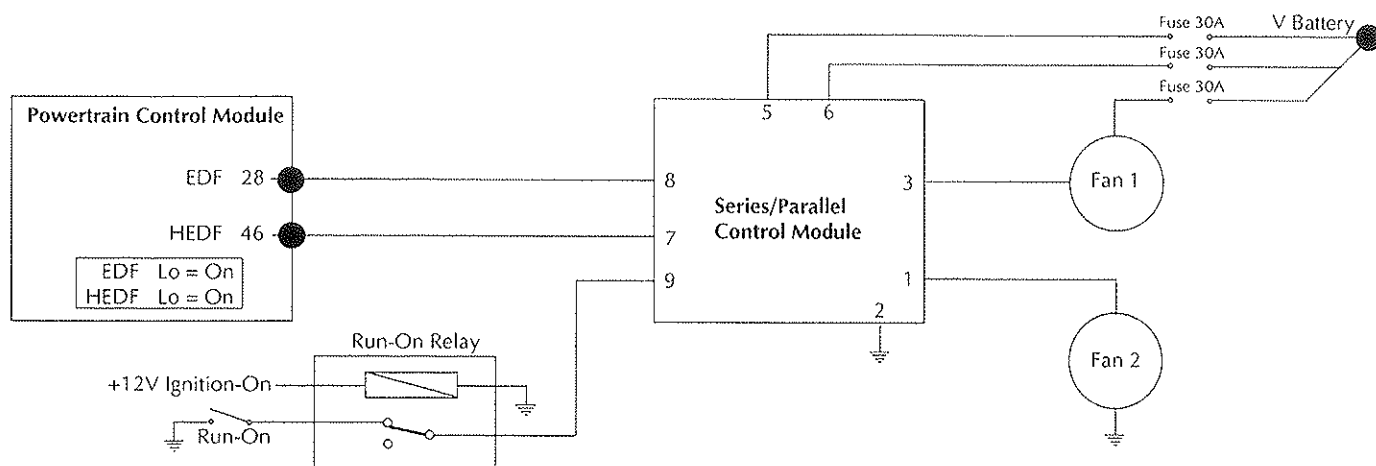 Fuse 30A
V Battery
Fuse 30A
Fuse 30A
Powertrain Control Module
5
6
EDF 28
8
3
Fan 1
Series/Parallel
Control Module
HEDF 46
7
EDF Lo = On
HEDF Lo = On
9
1
2
Run-On Relay
Fan 2
+12V Ignition-On
Run-On